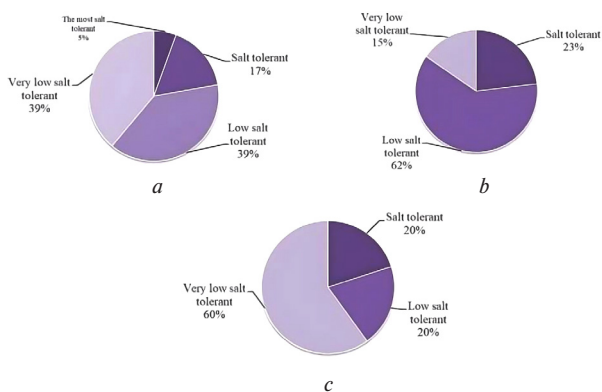 The most salt
tolerant
5%
Salt tolerant
17%
Very low salt
tolerant
39%
Low salt
tolerant
39%
a
Very low
salt tolerant
15%
Salt tolerant
23%
Low salt
tolerant
62%
b
Salt tolerant
20%
Very low salt
tolerant
60%
Low salt
tolerant
20%
c